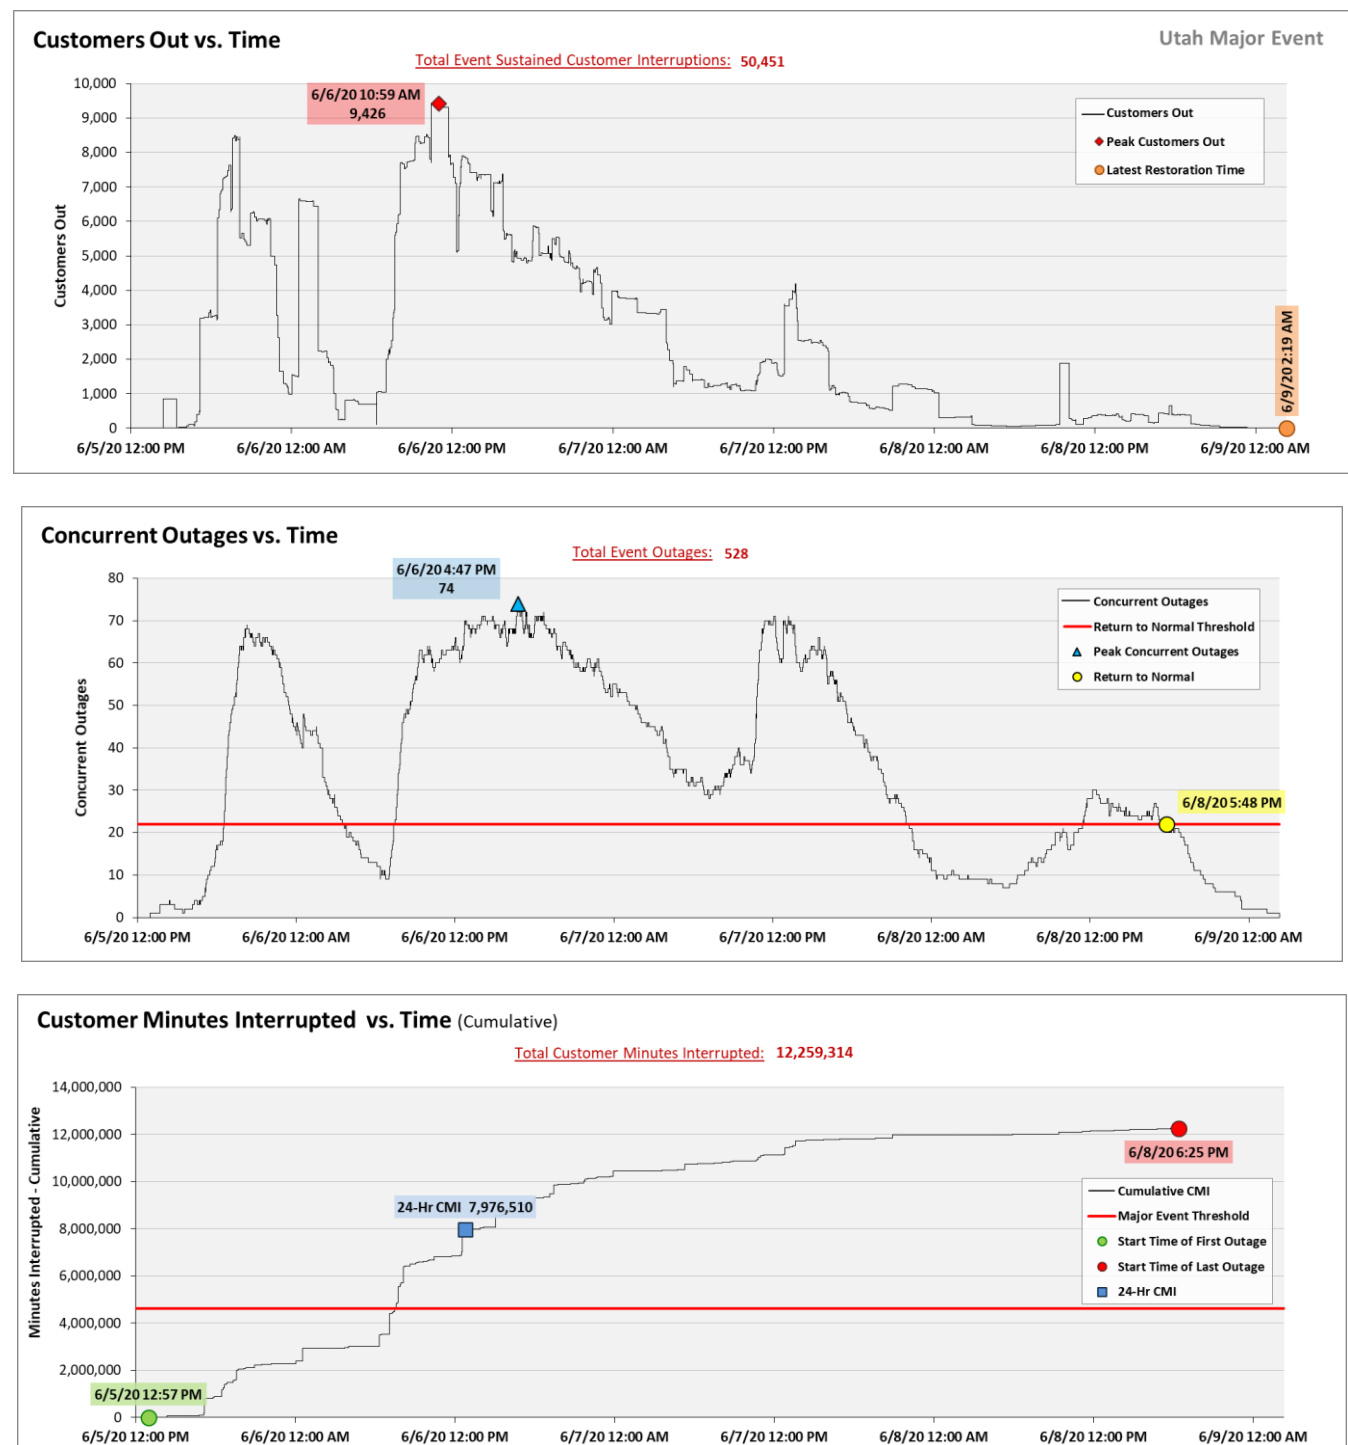 Customers Out vs. Time
Utah Major Event
Total Event Sustained Customer Interruptions: 50,451
6/6/20 10:59 AM
9,426
10,000
9,000
8,000
7,000
6,000
5,000
4,000
3,000
2,000
1,000
0
Customers Out
Customers Out
Peak Customers Out
Latest Restoration Time
6/9/20 2:19 AM
6/5/20 12:00 PM 6/6/20 12:00 AM 6/6/20 12:00 PM 6/7/20 12:00 AM 6/7/20 12:00 PM 6/8/20 12:00 AM 6/8/20 12:00 PM 6/9/20 12:00 AM
Concurrent Outages vs. Time
Total Event Outages: 528
6/6/20 4:47 PM
74
80
70
60
50
40
30
20
10
0
Concurrent Outages
Concurrent Outages
Return to Normal Threshold
Peak Concurrent Outages
Return to Normal
6/8/20 5:48 PM
6/5/20 12:00 PM 6/6/20 12:00 AM 6/6/20 12:00 PM 6/7/20 12:00 AM 6/7/20 12:00 PM 6/8/20 12:00 AM 6/8/20 12:00 PM 6/9/20 12:00 AM
Customer Minutes Interrupted vs. Time (Cumulative)
Total Customer Minutes Interrupted: 12,259,314
14,000,000
12,000,000
10,000,000
8,000,000
6,000,000
4,000,000
2,000,000
0
Minutes Interrupted - Cumulative
6/8/20 6:25 PM
24-Hr CMI 7,976,510
Cumulative CMI
Major Event Threshold
Start Time of First Outage
Start Time of Last Outage
24-Hr CMI
6/5/20 12:57 PM
6/5/20 12:00 PM 6/6/20 12:00 AM 6/6/20 12:00 PM 6/7/20 12:00 AM 6/7/20 12:00 PM 6/8/20 12:00 AM 6/8/20 12:00 PM 6/9/20 12:00 AM